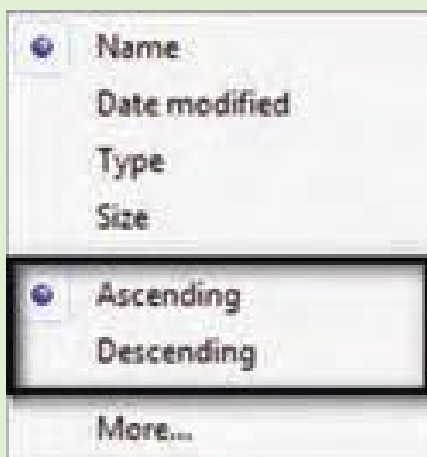 Name
Date modified
Type
Size
Ascending
Descending
More...